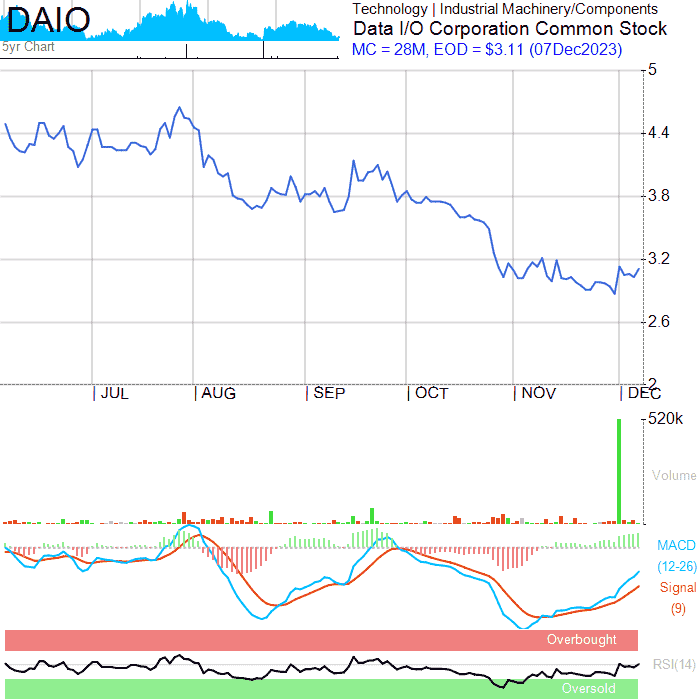 DAIO
5yr Chart
Technology | Industrial Machinery/Components
Data I/O Corporation Common Stock
MC = 28M, EOD = $3.11 (07Dec2023)
5
4.4
3.8
3.2
2.6
2
JUL AUG SEP OCT NOV DEC
520k
Volume
MACD
(12-26)
Signal
(9)
Overbought
RSI(14)
Oversold